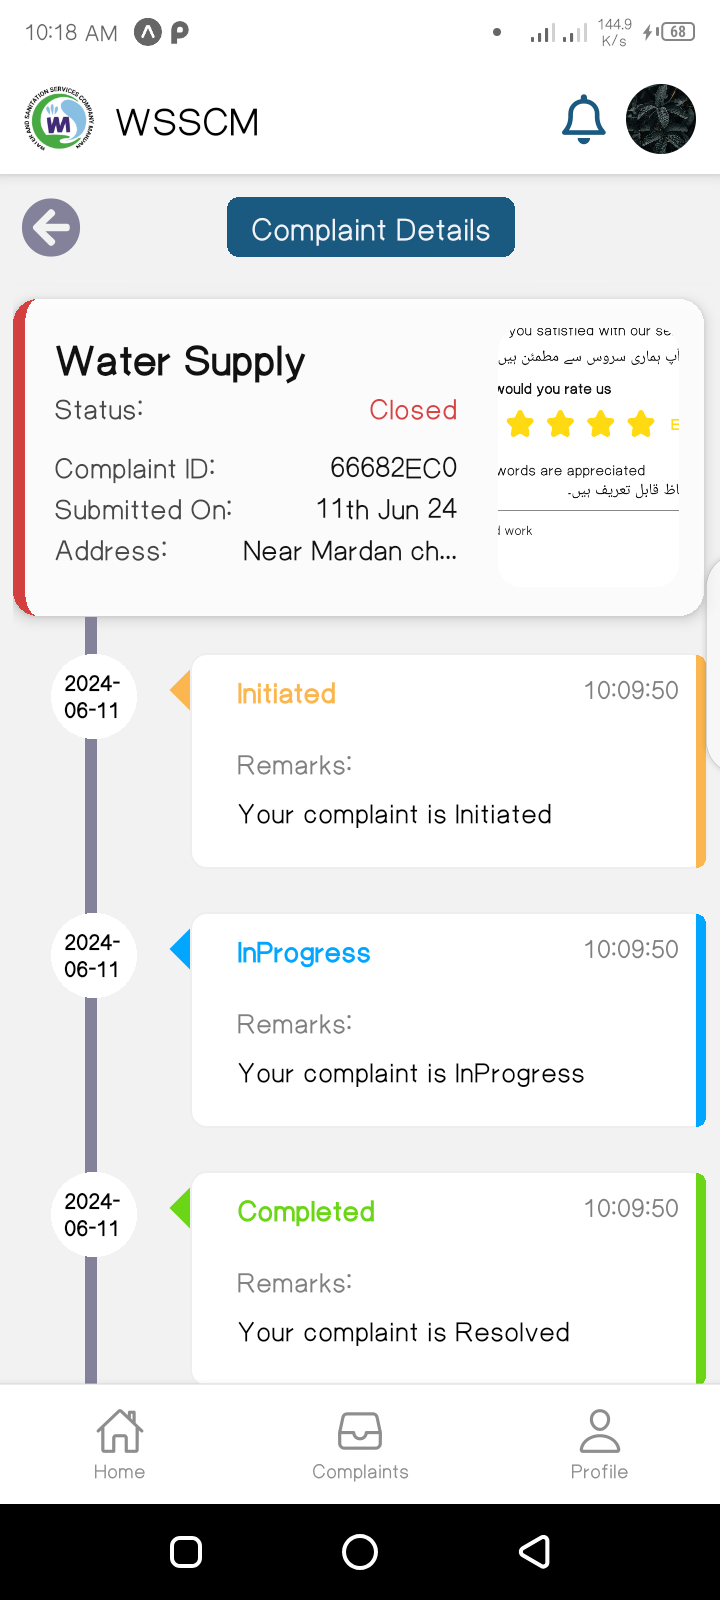 10:18 AM
144.9
K/s
68
WATER AND SANITATION SERVICES COMPANY MARDAN
WSSCM
Complaint Details
Water Supply
Status: Closed
Complaint ID: 66682EC0
Submitted On: 11th Jun 24
Address: Near Mardan ch...
you satisfied with our se
آپ ہماری سروس سے مطمئن ہیں
would you rate us
E
words are appreciated
اظ قابل تعریف ہیں۔
d work
2024-
06-11
Initiated 10:09:50
Remarks:
Your complaint is Initiated
2024-
06-11
InProgress 10:09:50
Remarks:
Your complaint is InProgress
2024-
06-11
Completed 10:09:50
Remarks:
Your complaint is Resolved
Home
Complaints
Profile